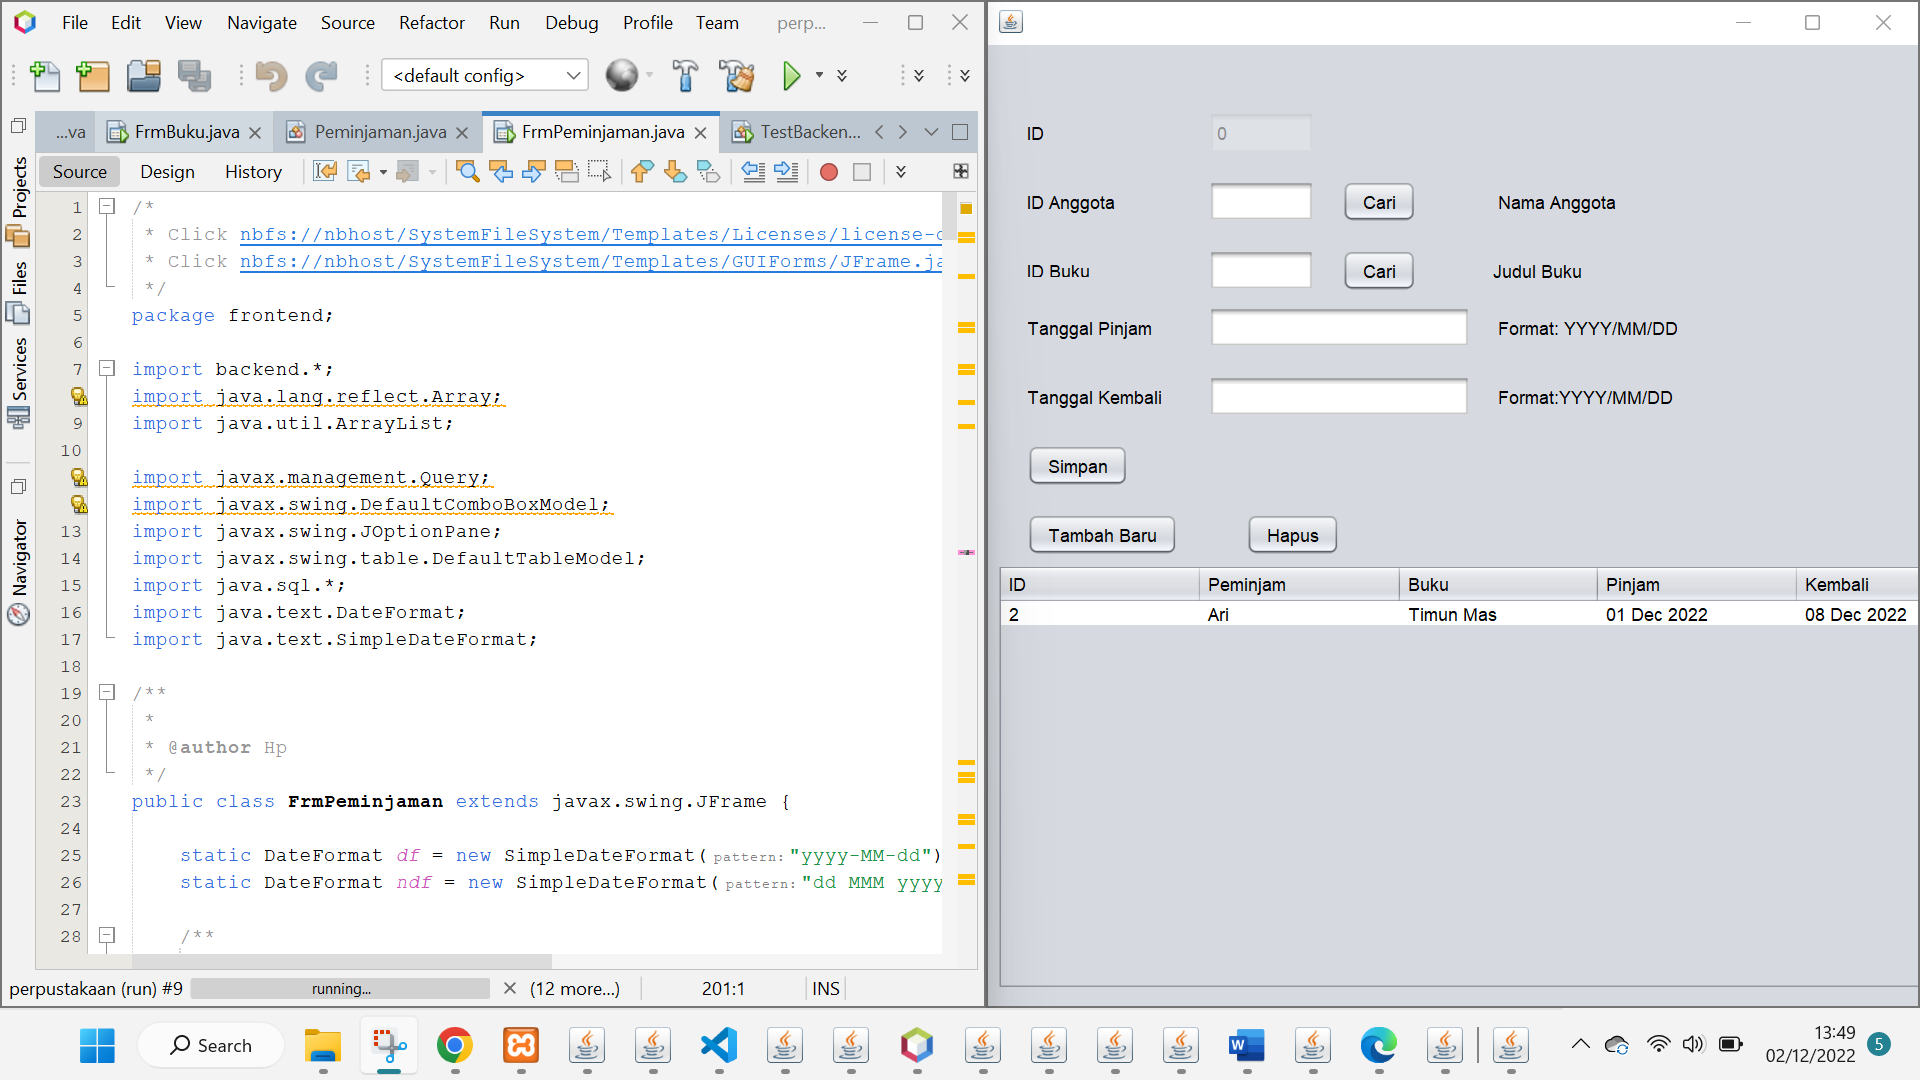 File Edit View Navigate Source Refactor Run Debug Profile Team perp...
<default config>
...va FrmBuku.java Peminjaman.java FrmPeminjaman.java TestBacken...
Source Design History
Projects
Files
Services
Navigator
1 /*
2 * Click nbfs://nbhost/SystemFileSystem/Templates/Licenses/license-
3 * Click nbfs://nbhost/SystemFileSystem/Templates/GUIForms/JFrame.ja
4 */
5 package frontend;
6
7 import backend.*;
import java.lang.reflect.Array;
9 import java.util.ArrayList;
10
import javax.management.Query;
import javax.swing.DefaultComboBoxModel;
13 import javax.swing.JOptionPane;
14 import javax.swing.table.DefaultTableModel;
15 import java.sql.*;
16 import java.text.DateFormat;
17 import java.text.SimpleDateFormat;
18
19 /**
20 *
21 * @author Hp
22 */
23 public class FrmPeminjaman extends javax.swing.JFrame {
24
25 static DateFormat df = new SimpleDateFormat(pattern:"yyyy-MM-dd")
26 static DateFormat ndf = new SimpleDateFormat(pattern:"dd MMM yyyy
27
28 /**
perpustakaan (run) #9 running... (12 more...) 201:1 INS
ID 0
ID Anggota Cari Nama Anggota
ID Buku Cari Judul Buku
Tanggal Pinjam Format: YYYY/MM/DD
Tanggal Kembali Format:YYYY/MM/DD
Simpan
Tambah Baru Hapus
ID Peminjam Buku Pinjam Kembali
2 Ari Timun Mas 01 Dec 2022 08 Dec 2022
Search
W
13:49
02/12/2022
5